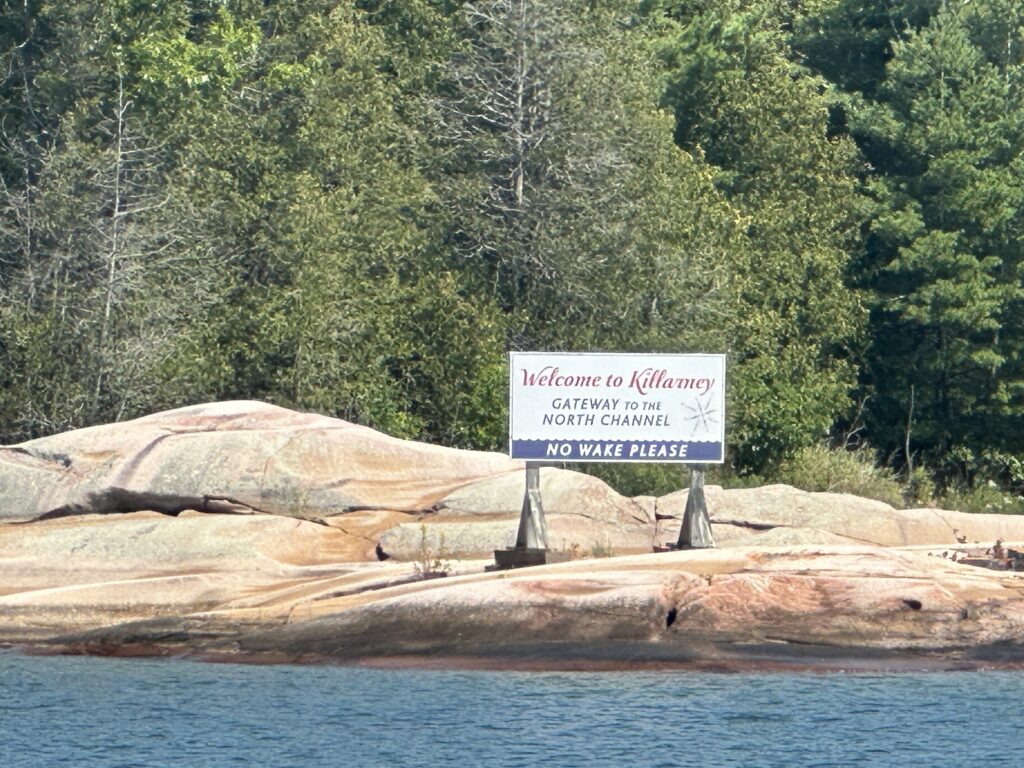 Welcome to Killarney
GATEWAY TO THE
NORTH CHANNEL
NO WAKE PLEASE